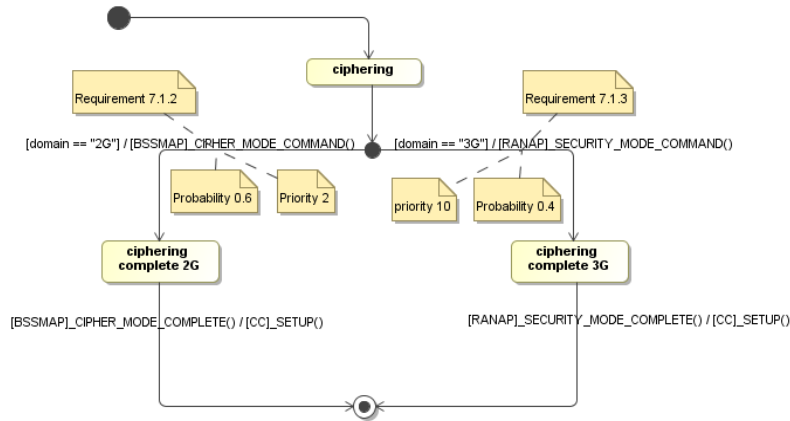 ciphering
Requirement 7.1.2
Requirement 7.1.3
[domain == "2G"] / [BSSMAP]_CIPHER_MODE_COMMAND()
[domain == "3G"] / [RANAP]_SECURITY_MODE_COMMAND()
Probability 0.6
Priority 2
priority 10
Probability 0.4
ciphering
complete 2G
ciphering
complete 3G
[BSSMAP]_CIPHER_MODE_COMPLETE() / [CC]_SETUP()
[RANAP]_SECURITY_MODE_COMPLETE() / [CC]_SETUP()